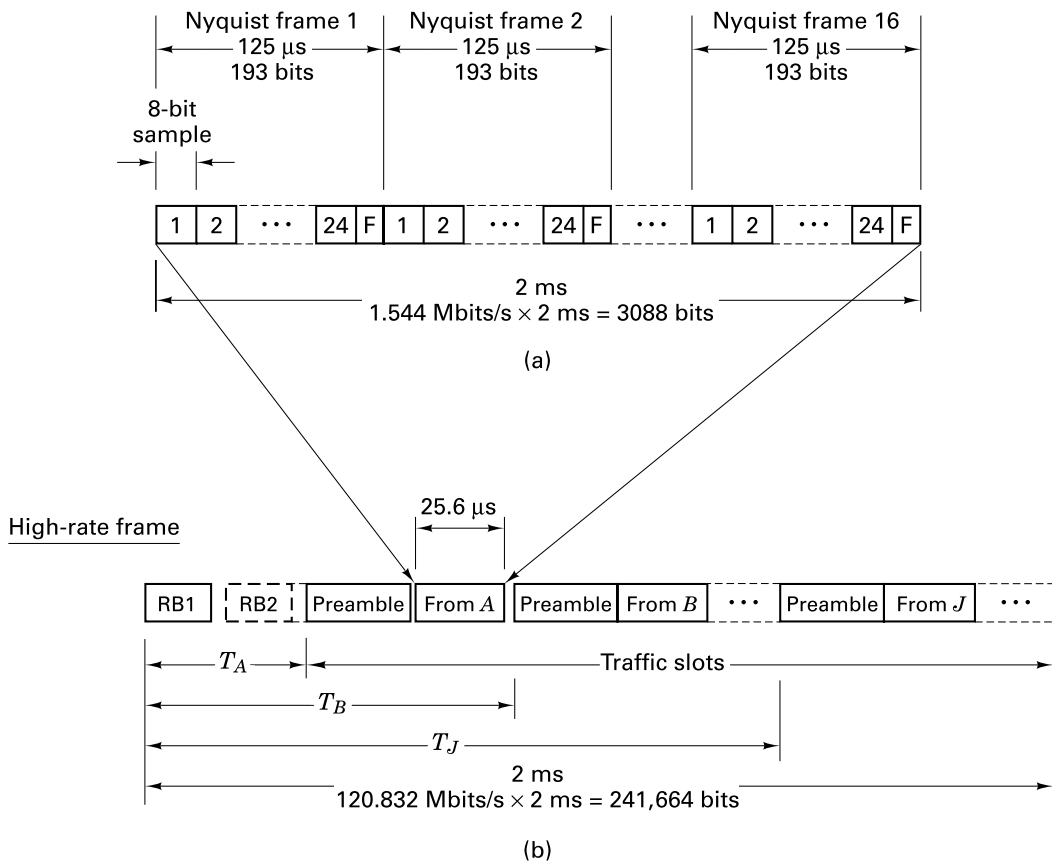 Nyquist frame 1 Nyquist frame 2 Nyquist frame 16
125 μs 125 μs 125 μs
193 bits 193 bits 193 bits
8-bit
sample
1 2 ··· 24 F 1 2 ··· 24 F ··· 1 2 ··· 24 F
2 ms
1.544 Mbits/s × 2 ms = 3088 bits
(a)
25.6 μs
High-rate frame
RB1 RB2 Preamble From A Preamble From B ··· Preamble From J ···
T_A Traffic slots
T_B
T_J
2 ms
120.832 Mbits/s × 2 ms = 241,664 bits
(b)